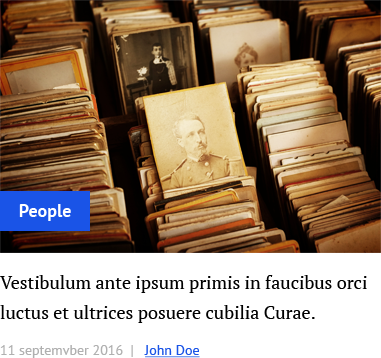 People
Vestibulum ante ipsum primis in faucibus orci
luctus et ultrices posuere cubilia Curae.
11 septemvber 2016 | John Doe